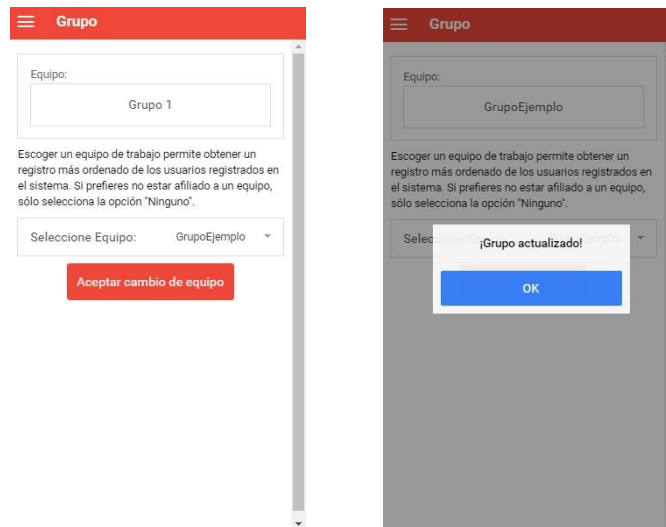 Grupo
Equipo:
Grupo 1
Escoger un equipo de trabajo permite obtener un
registro más ordenado de los usuarios registrados en
el sistema. Si prefieres no estar afiliado a un equipo,
sólo selecciona la opción "Ninguno".
Seleccione Equipo: GrupoEjemplo
Aceptar cambio de equipo
Grupo
Equipo:
GrupoEjemplo
Escoger un equipo de trabajo permite obtener un
registro más ordenado de los usuarios registrados en
el sistema. Si prefieres no estar afiliado a un equipo,
sólo selecciona la opción "Ninguno".
¡Grupo actualizado!
OK